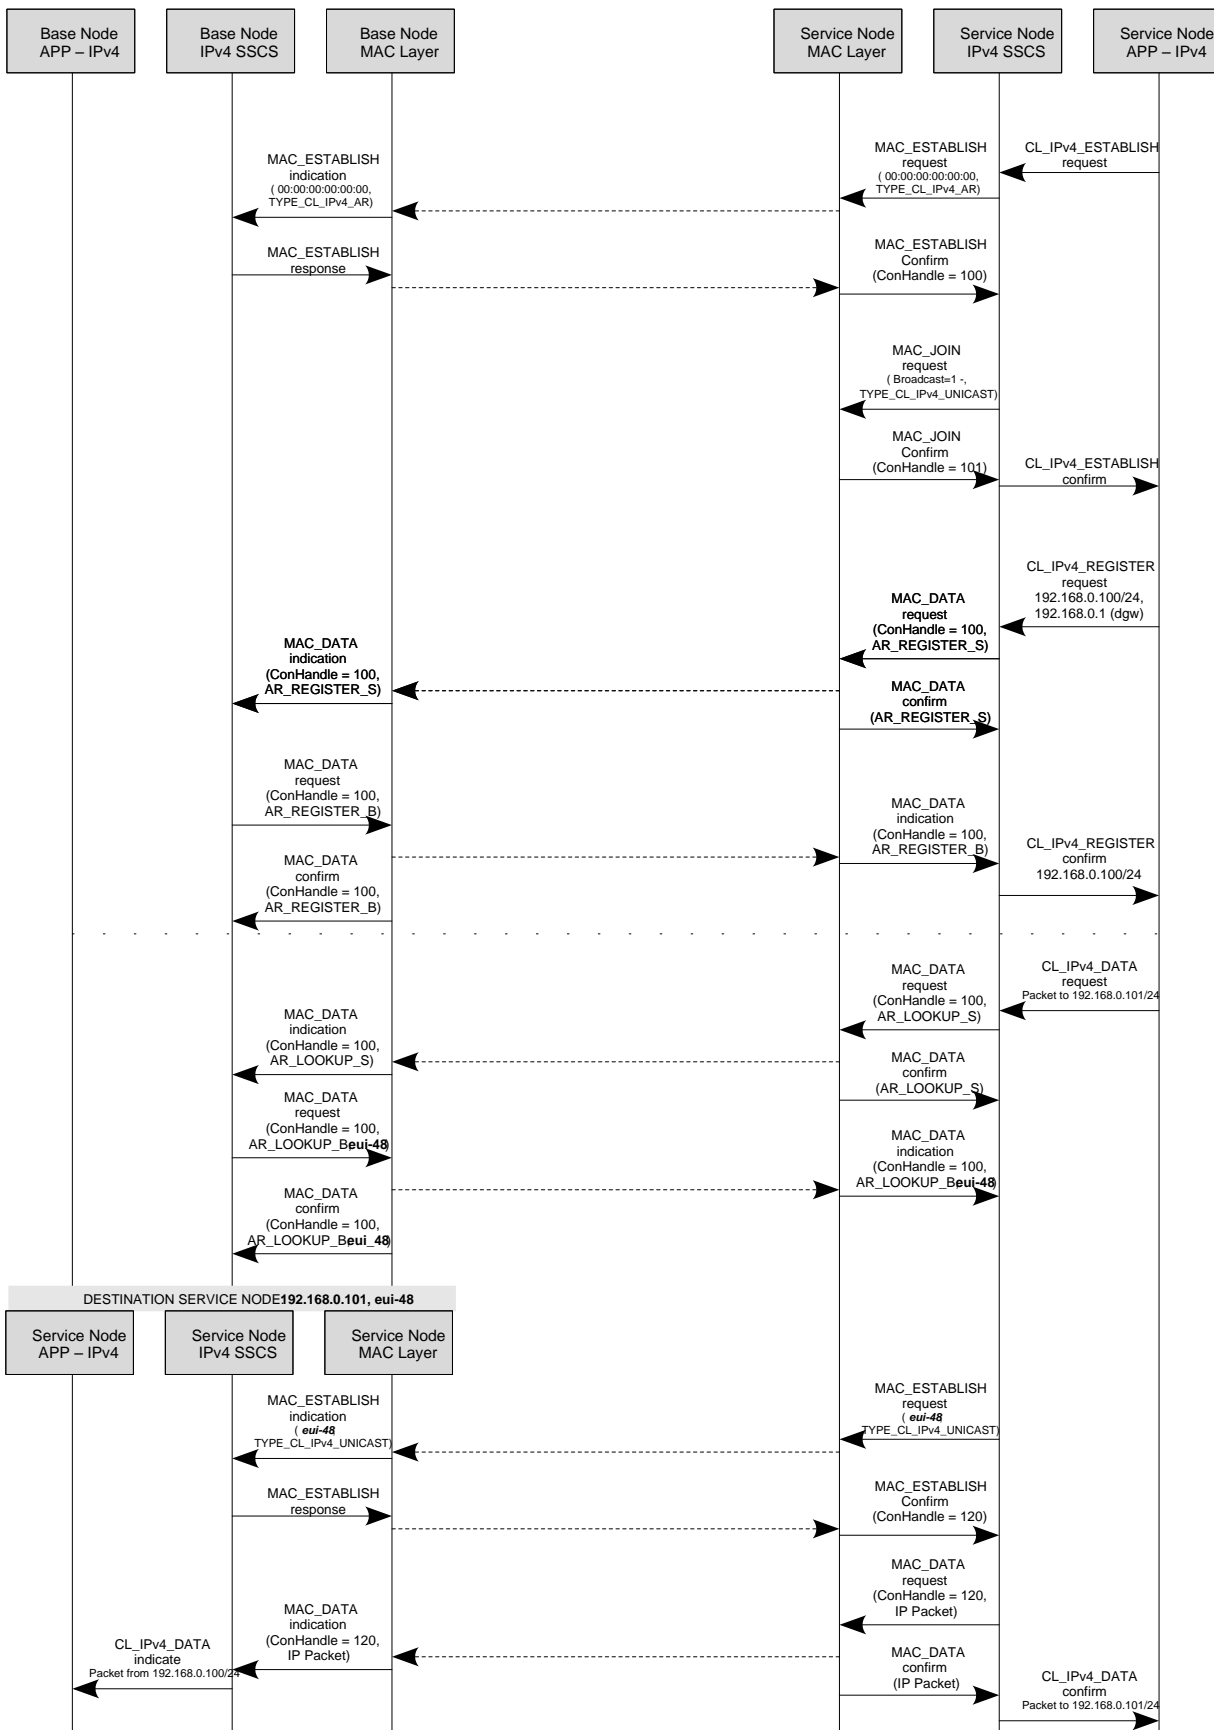 Base Node
APP – IPv4
Base Node
IPv4 SSCS
Base Node
MAC Layer
Service Node
MAC Layer
Service Node
IPv4 SSCS
Service Node
APP – IPv4
MAC_ESTABLISH
indication
( 00:00:00:00:00:00,
TYPE_CL_IPv4_AR)
MAC_ESTABLISH
request
( 00:00:00:00:00:00,
TYPE_CL_IPv4_AR)
CL_IPv4_ESTABLISH
request
MAC_ESTABLISH
response
MAC_ESTABLISH
Confirm
(ConHandle = 100)
MAC_JOIN
request
( Broadcast=1 -,
TYPE_CL_IPv4_UNICAST)
MAC_JOIN
Confirm
(ConHandle = 101)
CL_IPv4_ESTABLISH
confirm
CL_IPv4_REGISTER
request
192.168.0.100/24,
192.168.0.1 (dgw)
MAC_DATA
request
(ConHandle = 100,
AR_REGISTER_S)
MAC_DATA
indication
(ConHandle = 100,
AR_REGISTER_S)
MAC_DATA
confirm
(AR_REGISTER_S)
MAC_DATA
request
(ConHandle = 100,
AR_REGISTER_B)
MAC_DATA
indication
(ConHandle = 100,
AR_REGISTER_B)
CL_IPv4_REGISTER
confirm
192.168.0.100/24
MAC_DATA
confirm
(ConHandle = 100,
AR_REGISTER_B)
CL_IPv4_DATA
request
Packet to 192.168.0.101/24
MAC_DATA
request
(ConHandle = 100,
AR_LOOKUP_S)
MAC_DATA
indication
(ConHandle = 100,
AR_LOOKUP_S)
MAC_DATA
confirm
(AR_LOOKUP_S)
MAC_DATA
request
(ConHandle = 100,
AR_LOOKUP_B,eui-48)
MAC_DATA
indication
(ConHandle = 100,
AR_LOOKUP_B,eui-48)
MAC_DATA
confirm
(ConHandle = 100,
AR_LOOKUP_B,eui_48)
DESTINATION SERVICE NODE192.168.0.101, eui-48
Service Node
APP – IPv4
Service Node
IPv4 SSCS
Service Node
MAC Layer
MAC_ESTABLISH
indication
( eui-48,
TYPE_CL_IPv4_UNICAST)
MAC_ESTABLISH
request
( eui-48,
TYPE_CL_IPv4_UNICAST)
MAC_ESTABLISH
response
MAC_ESTABLISH
Confirm
(ConHandle = 120)
MAC_DATA
request
(ConHandle = 120,
IP Packet)
MAC_DATA
indication
(ConHandle = 120,
IP Packet)
CL_IPv4_DATA
indicate
Packet from 192.168.0.100/24
MAC_DATA
confirm
(IP Packet)
CL_IPv4_DATA
confirm
Packet to 192.168.0.101/24